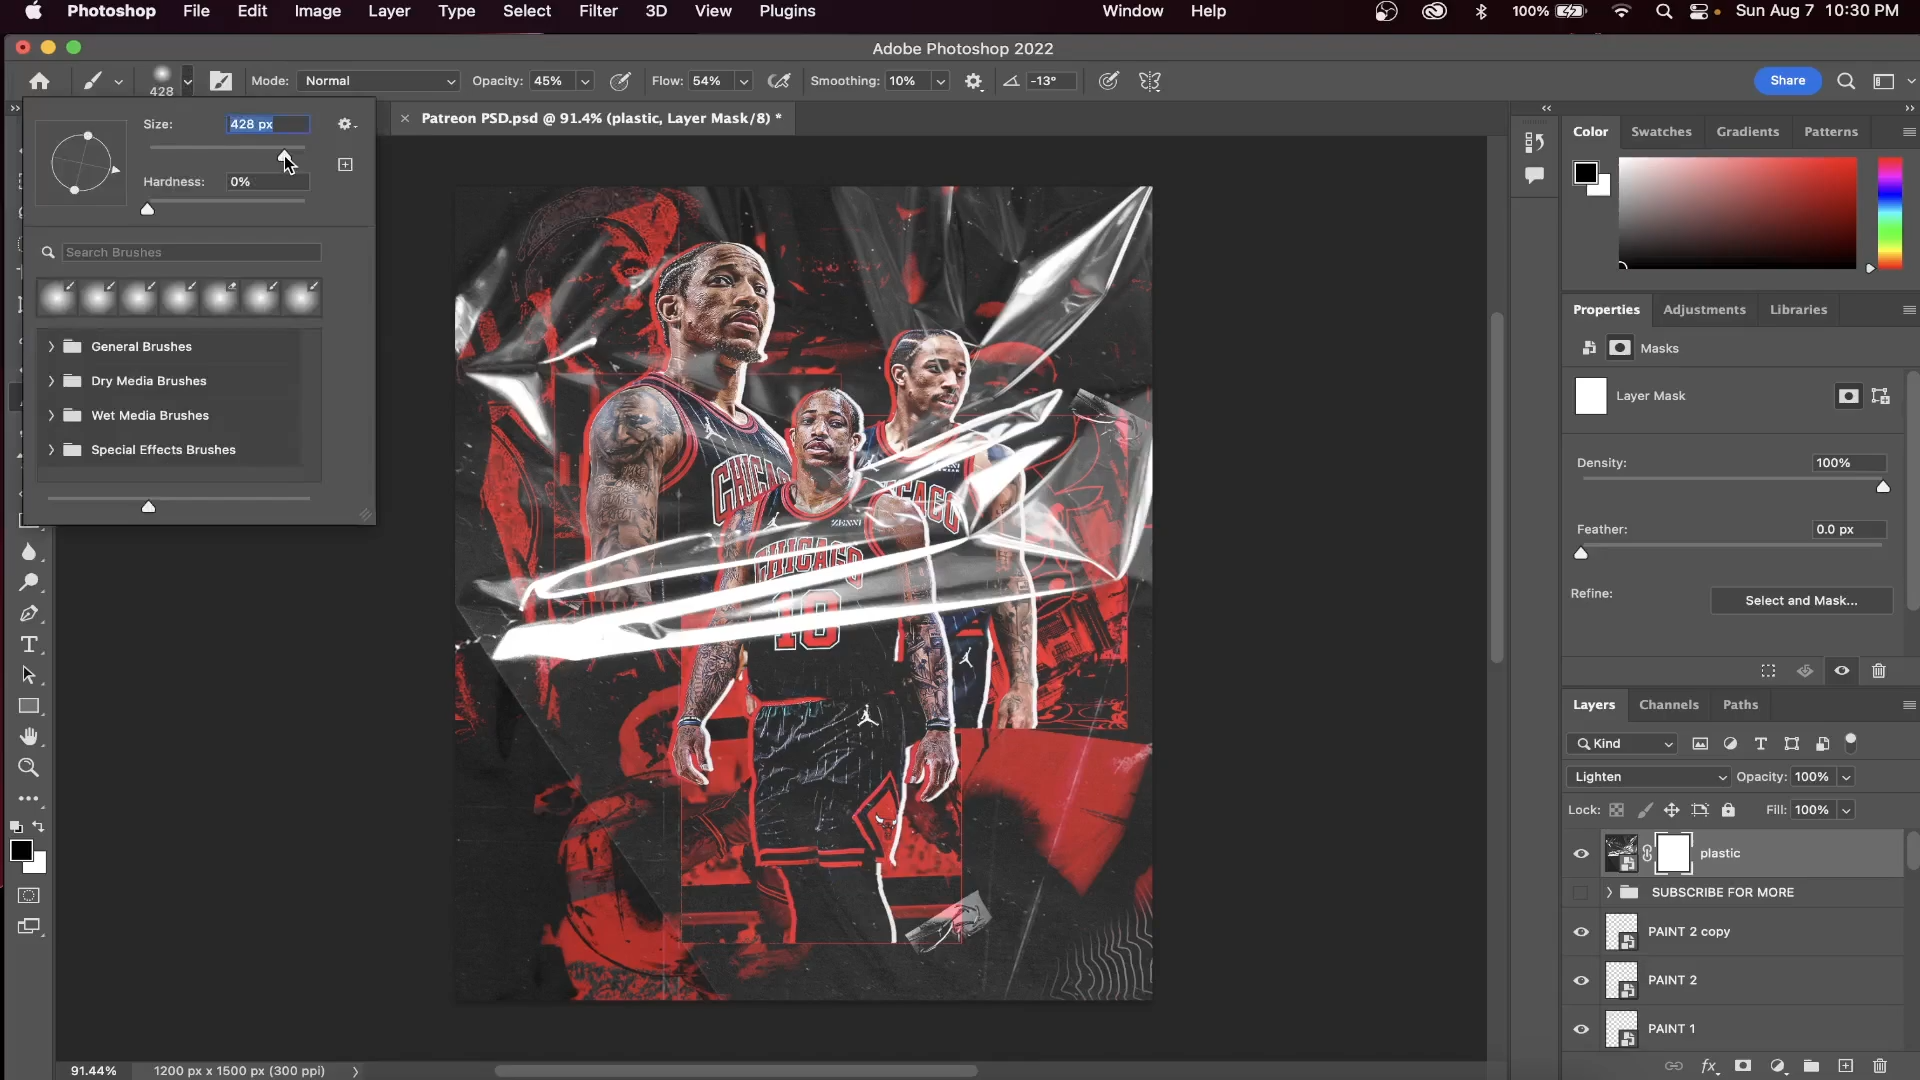 Photoshop File Edit Image Layer Type Select Filter 3D View Plugins Window Help 100% Sun Aug 7 10:30 PM
Adobe Photoshop 2022
428 Mode: Normal Opacity: 45% Flow: 54% Smoothing: 10% -13° Share
Patreon PSD.psd @ 91.4% (plastic, Layer Mask/8) *
Size: 428 px
Hardness: 0%
Search Brushes
General Brushes
Dry Media Brushes
Wet Media Brushes
Special Effects Brushes
CHICAGO
ZENNI
CHICAGO
10
Color Swatches Gradients Patterns
Properties Adjustments Libraries
Masks
Layer Mask
Density: 100%
Feather: 0.0 px
Refine: Select and Mask...
Layers Channels Paths
Kind
Lighten Opacity: 100%
Lock: Fill: 100%
plastic
SUBSCRIBE FOR MORE
PAINT 2 copy
PAINT 2
PAINT 1
fx
91.44% 1200 px x 1500 px (300 ppi)